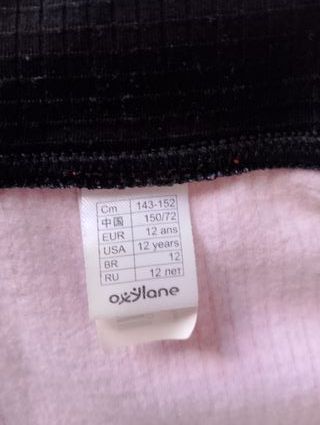 Cm 143-152
中国 150/72
EUR 12 ans
USA 12 years
BR 12
RU 12 лет
oxylane